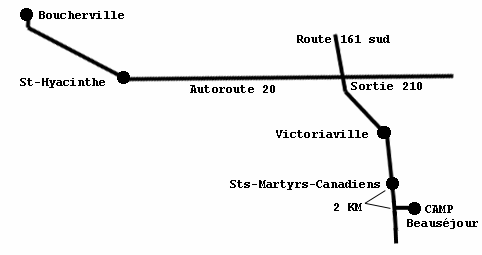 Boucherville
Route 161 sud
St-Hyacinthe
Autoroute 20
Sortie 210
Victoriaville
Sts-Martyrs-Canadiens
2 KM
CAMP
Beauséjour